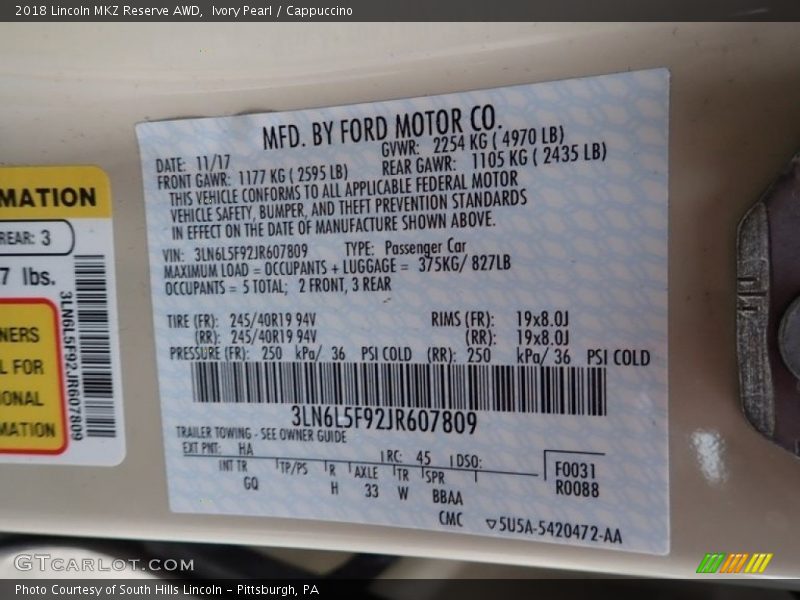 2018 Lincoln MKZ Reserve AWD, Ivory Pearl / Cappuccino
MFD. BY FORD MOTOR CO.
DATE: 11/17 GVWR: 2254 KG ( 4970 LB)
FRONT GAWR: 1177 KG ( 2595 LB) REAR GAWR: 1105 KG ( 2435 LB)
THIS VEHICLE CONFORMS TO ALL APPLICABLE FEDERAL MOTOR
VEHICLE SAFETY, BUMPER, AND THEFT PREVENTION STANDARDS
IN EFFECT ON THE DATE OF MANUFACTURE SHOWN ABOVE.
VIN: 3LN6L5F92JR607809 TYPE: Passenger Car
MAXIMUM LOAD = OCCUPANTS + LUGGAGE = 375KG/ 827LB
OCCUPANTS = 5 TOTAL; 2 FRONT, 3 REAR
TIRE (FR): 245/40R19 94V RIMS (FR): 19x8.0J
(RR): 245/40R19 94V (RR): 19x8.0J
PRESSURE (FR): 250 kPa/ 36 PSI COLD (RR): 250 kPa/ 36 PSI COLD
3LN6L5F92JR607809
TRAILER TOWING - SEE OWNER GUIDE
EXT PNT: HA RC: 45 DSO:
INT TR TP/PS R AXLE TR SPR
GQ H 33 W BBAA
F0031
R0088
CMC ▽5U5A-5420472-AA
MATION
REAR: 3
7 lbs.
3LN6L5F92JR607809
NERS
L FOR
ONAL
MATION
GTCARLOT.COM
Photo Courtesy of South Hills Lincoln - Pittsburgh, PA